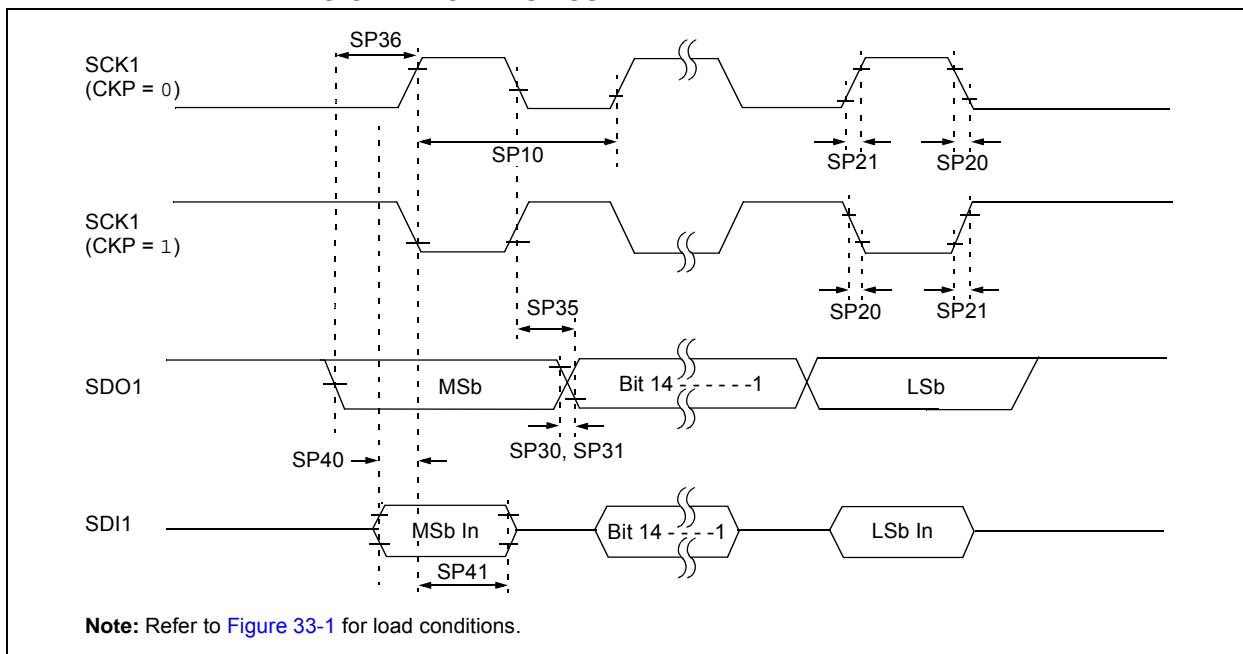 SP36
SCK1
(CKP = 0)
SP10
SP21
SP20
SCK1
(CKP = 1)
SP35
SP20
SP21
SDO1
MSb
Bit 14 - - - - - -1
LSb
SP40
SP30, SP31
SDI1
MSb In
Bit 14 - - - -1
LSb In
SP41
Note: Refer to Figure 33-1 for load conditions.